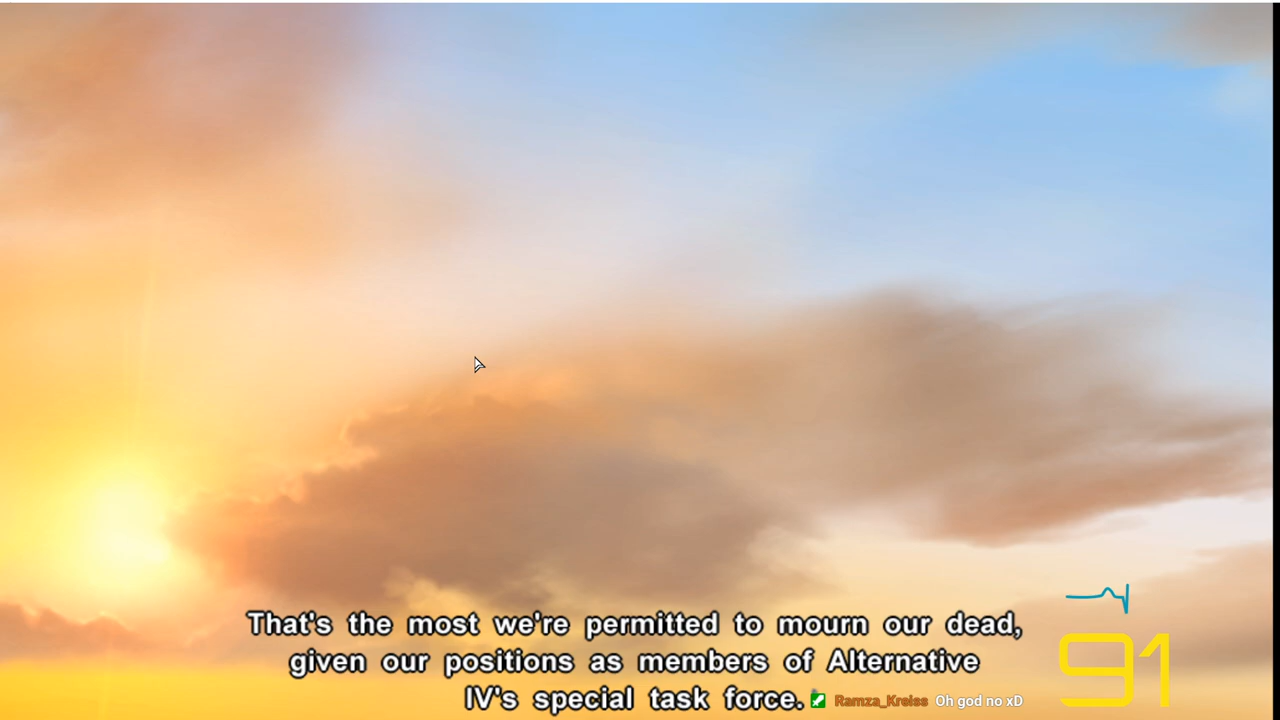 That's the most we're permitted to mourn our dead,
given our positions as members of Alternative
IV's special task force.
Ramza_Kreiss Oh god no xD
91